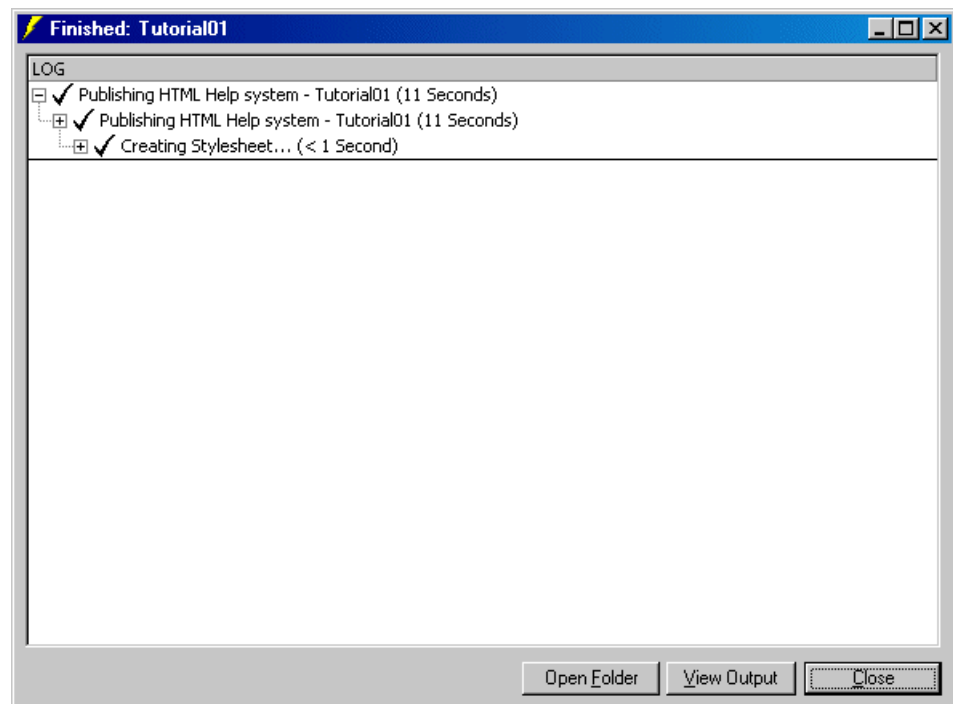 Finished: Tutorial01
LOG
Publishing HTML Help system - Tutorial01 (11 Seconds)
Publishing HTML Help system - Tutorial01 (11 Seconds)
Creating Stylesheet... (< 1 Second)
Open Folder View Output Close